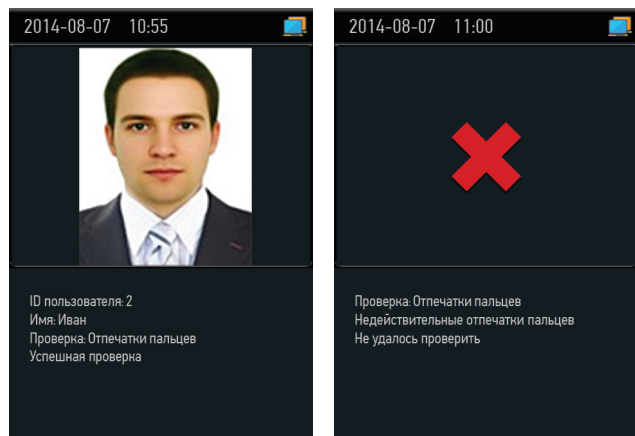 2014-08-07 10:55
ID пользователя: 2
Имя: Иван
Проверка: Отпечатки пальцев
Успешная проверка
2014-08-07 11:00
Проверка: Отпечатки пальцев
Недействительные отпечатки пальцев
Не удалось проверить